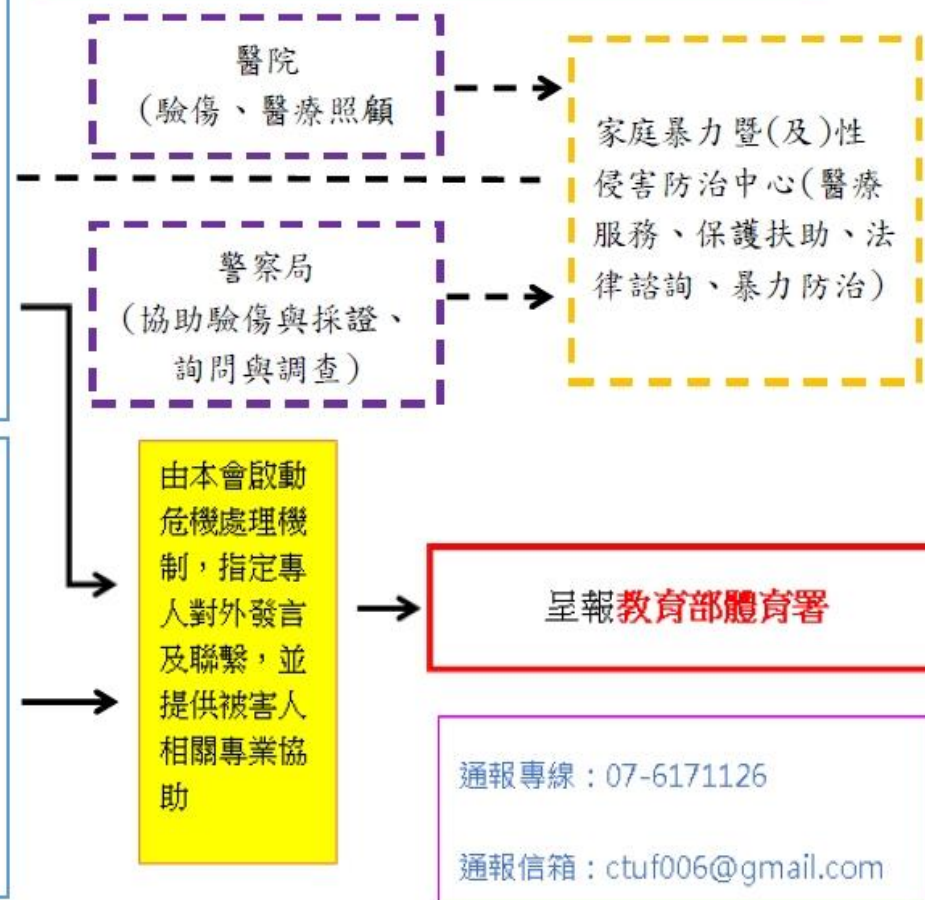 醫院
(驗傷、醫療照顧
家庭暴力暨(及)性
侵害防治中心(醫療
服務、保護扶助、法
律諮詢、暴力防治)
警察局
(協助驗傷與採證、
詢問與調查)
由本會啟動
危機處理機
制，指定專
人對外發言
及聯繫，並
提供被害人
相關專業協
助
呈報教育部體育署
通報專線：07-6171126
通報信箱：ctuf006@gmail.com